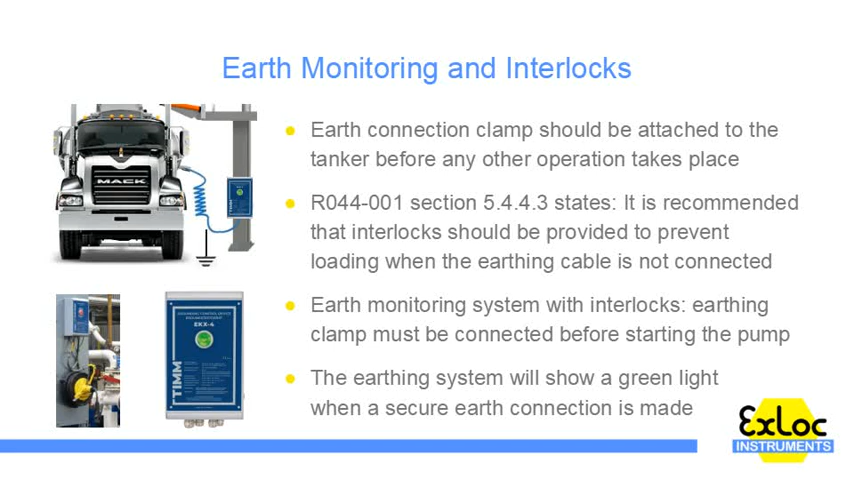 Earth Monitoring and Interlocks
Earth connection clamp should be attached to the
tanker before any other operation takes place
R044-001 section 5.4.4.3 states: It is recommended
that interlocks should be provided to prevent
loading when the earthing cable is not connected
Earth monitoring system with interlocks: earthing
clamp must be connected before starting the pump
The earthing system will show a green light
when a secure earth connection is made
MACK
TIMM
EKX-4
TIMM
ExLoc
INSTRUMENTS